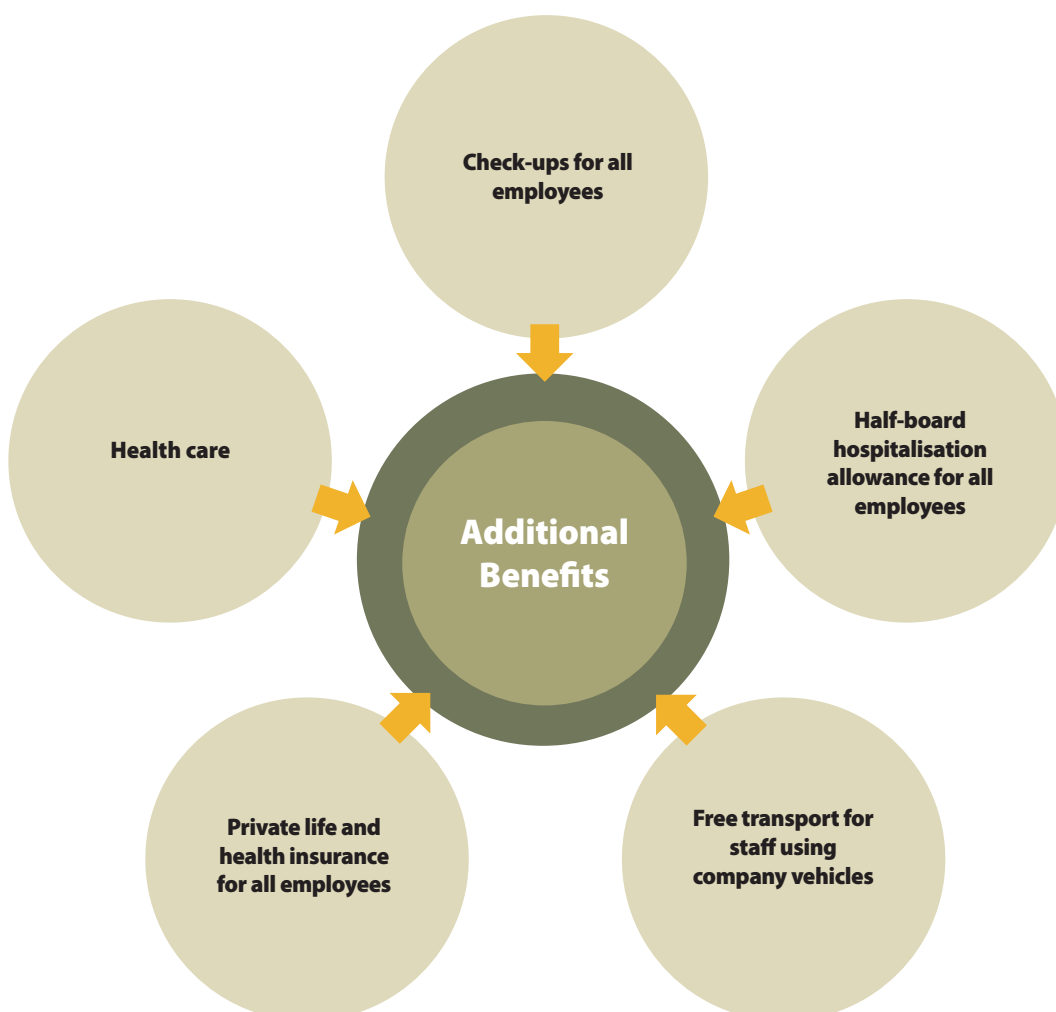 Check-ups for all
employees
Health care
Half-board
hospitalisation
allowance for all
employees
Additional
Benefits
Private life and
health insurance
for all employees
Free transport for
staff using
company vehicles